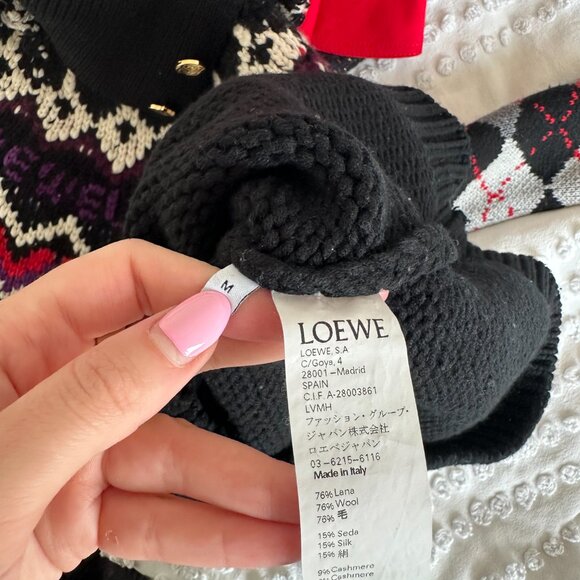 M
LOEWE
LOEWE, S.A
C/Goya, 4
28001-Madrid
SPAIN
C.I.F. A-28003861
LVMH
ファッション・グループ・
ジャパン株式会社
ロエベジャパン
03-6215-6116
Made in Italy
76% Lana
76% Wool
76% 毛
15% Seda
15% Silk
15% 絹
9% Cashmere
Cashmere